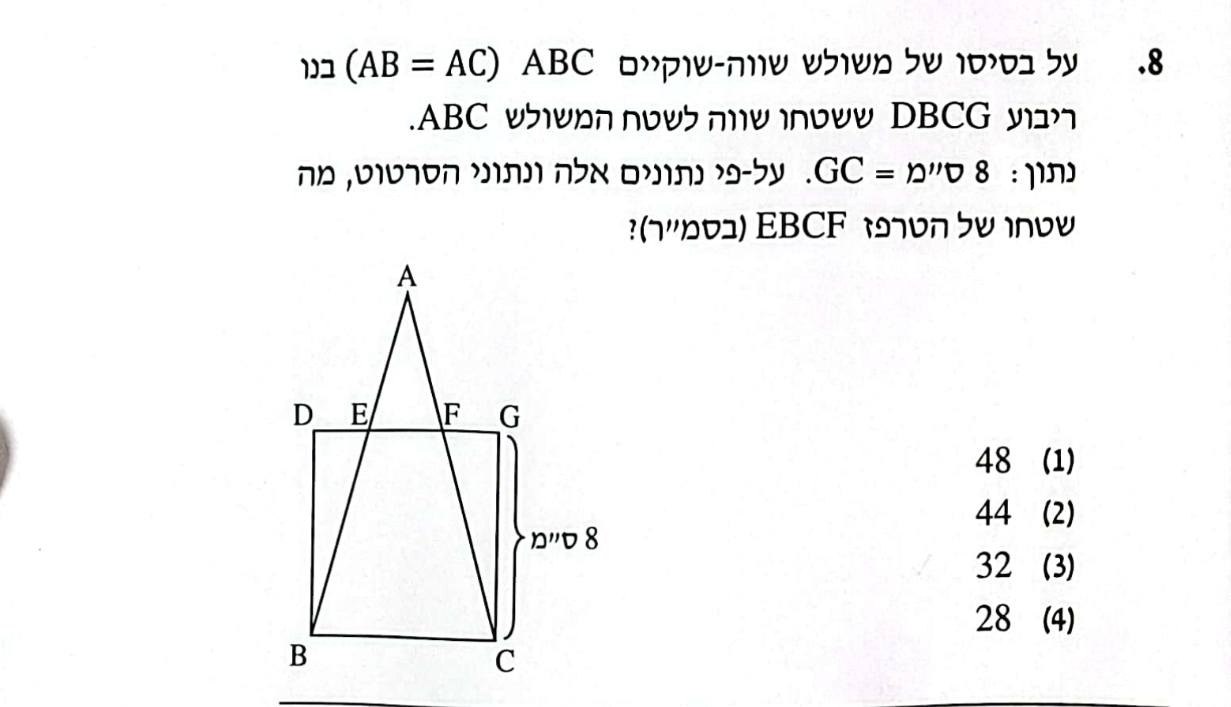 8. על בסיסו של משולש שווה-שוקיים ABC (AB = AC) בנו
ריבוע DBCG ששטחו שווה לשטח המשולש ABC.
נתון: 8 ס״מ = GC. על-פי נתונים אלה ונתוני הסרטוט, מה
שטחו של הטרפז EBCF (בסמ״ר)?
A
D E F G
8 ס״מ
B C
(1) 48
(2) 44
(3) 32
(4) 28